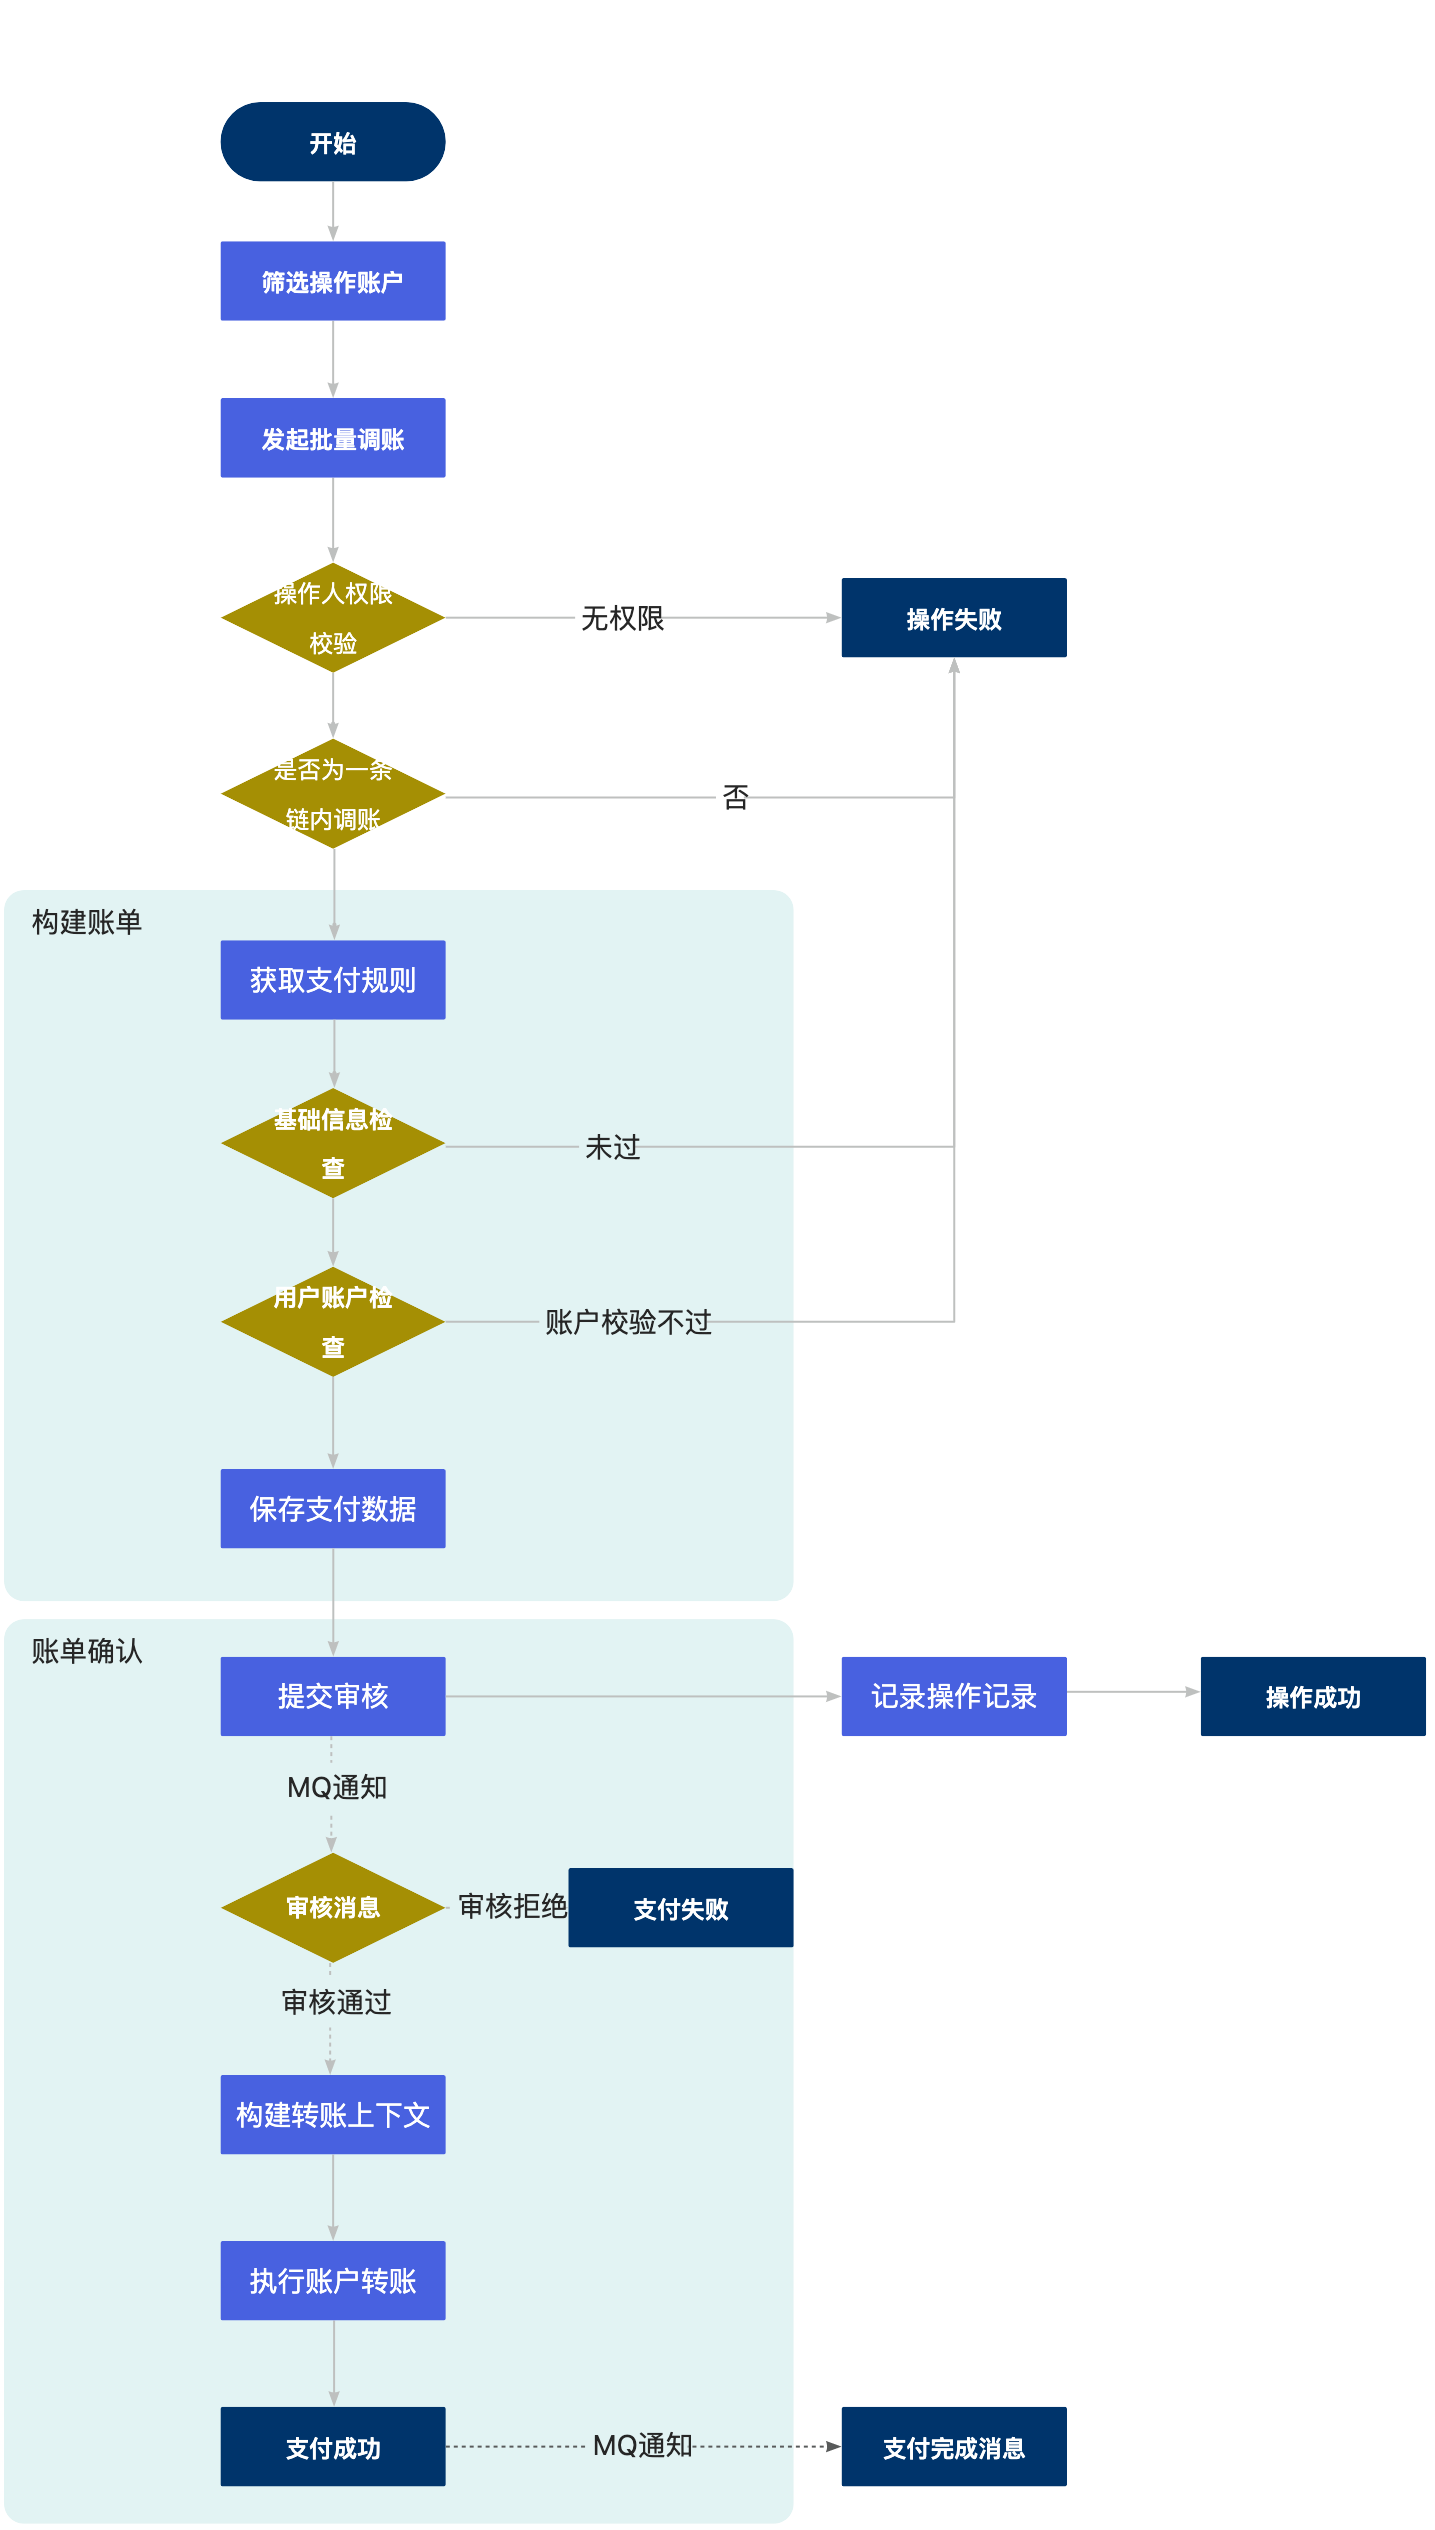 开始
筛选操作账户
发起批量调账
操作人权限
校验
无权限
操作失败
是否为一条
链内调账
否
构建账单
获取支付规则
基础信息检
查
未过
用户账户检
查
账户校验不过
保存支付数据
账单确认
提交审核
记录操作记录
操作成功
MQ通知
审核消息
审核拒绝
支付失败
审核通过
构建转账上下文
执行账户转账
支付成功
MQ通知
支付完成消息